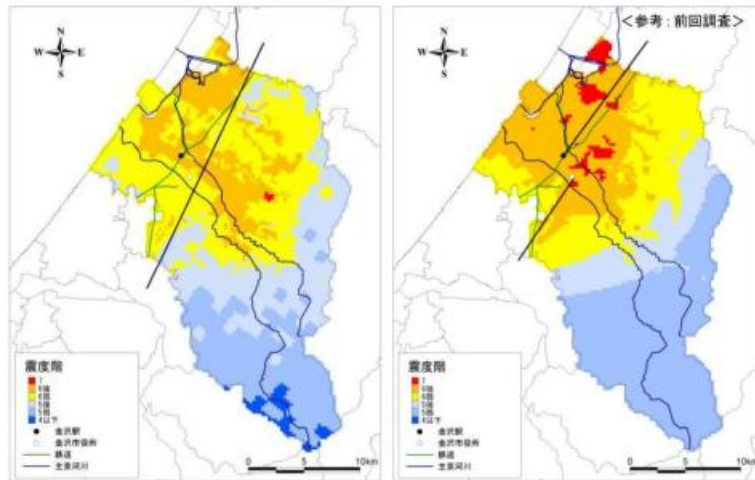 N
W E
S
震度階
7
6強
6弱
5強
5弱
4以下
金沢駅
金沢市役所
鉄道
主要河川
0 5 10km
<参考:前回調査>
N
W E
S
震度階
7
6強
6弱
5強
5弱
4以下
金沢駅
金沢市役所
鉄道
主要河川
0 5 10km